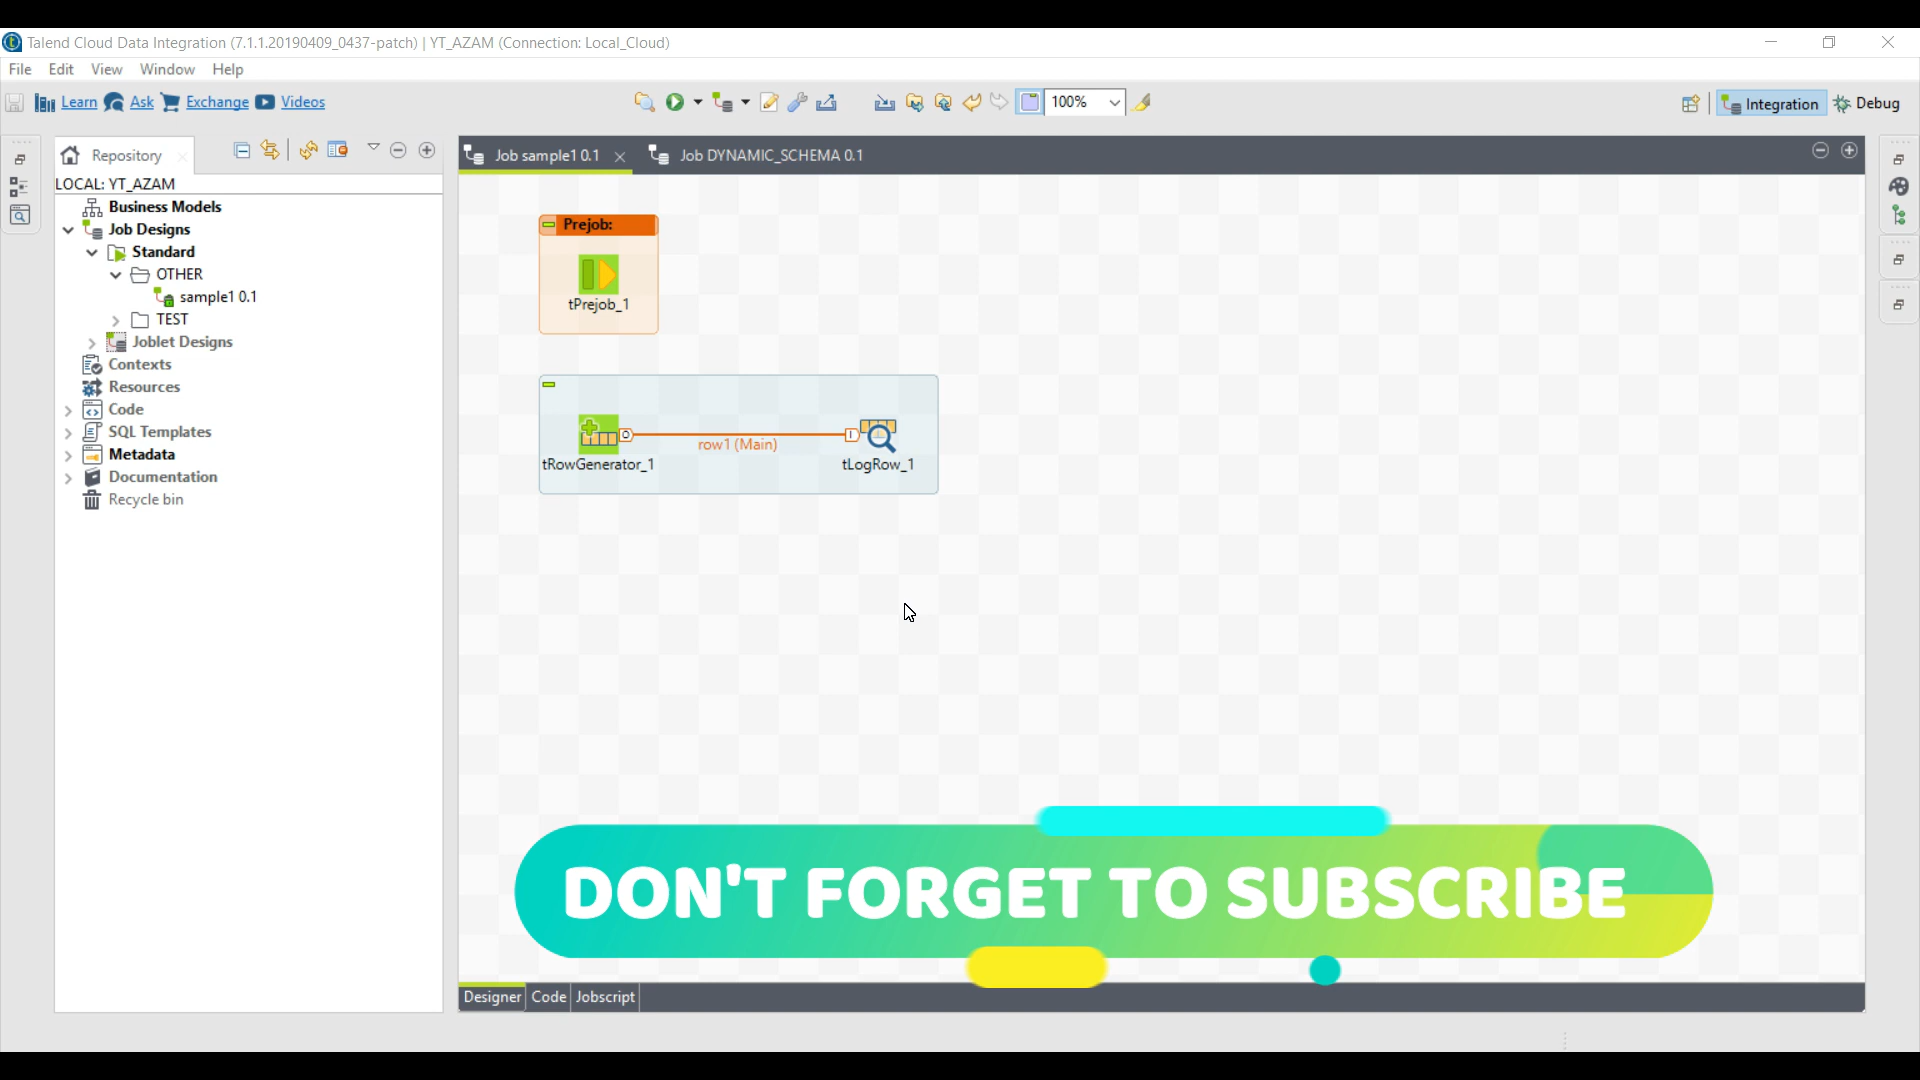 Talend Cloud Data Integration (7.1.1.20190409_0437-patch) | YT_AZAM (Connection: Local_Cloud)
File Edit View Window Help
Learn Ask Exchange Videos 100% Integration Debug
Repository
LOCAL: YT_AZAM
Business Models
Job Designs
Standard
OTHER
sample1 0.1
TEST
Joblet Designs
Contexts
Resources
Code
SQL Templates
Metadata
Documentation
Recycle bin
Job sample1 0.1 Job DYNAMIC_SCHEMA 0.1
Prejob:
tPrejob_1
row1 (Main)
tRowGenerator_1 tLogRow_1
DON'T FORGET TO SUBSCRIBE
Designer Code Jobscript